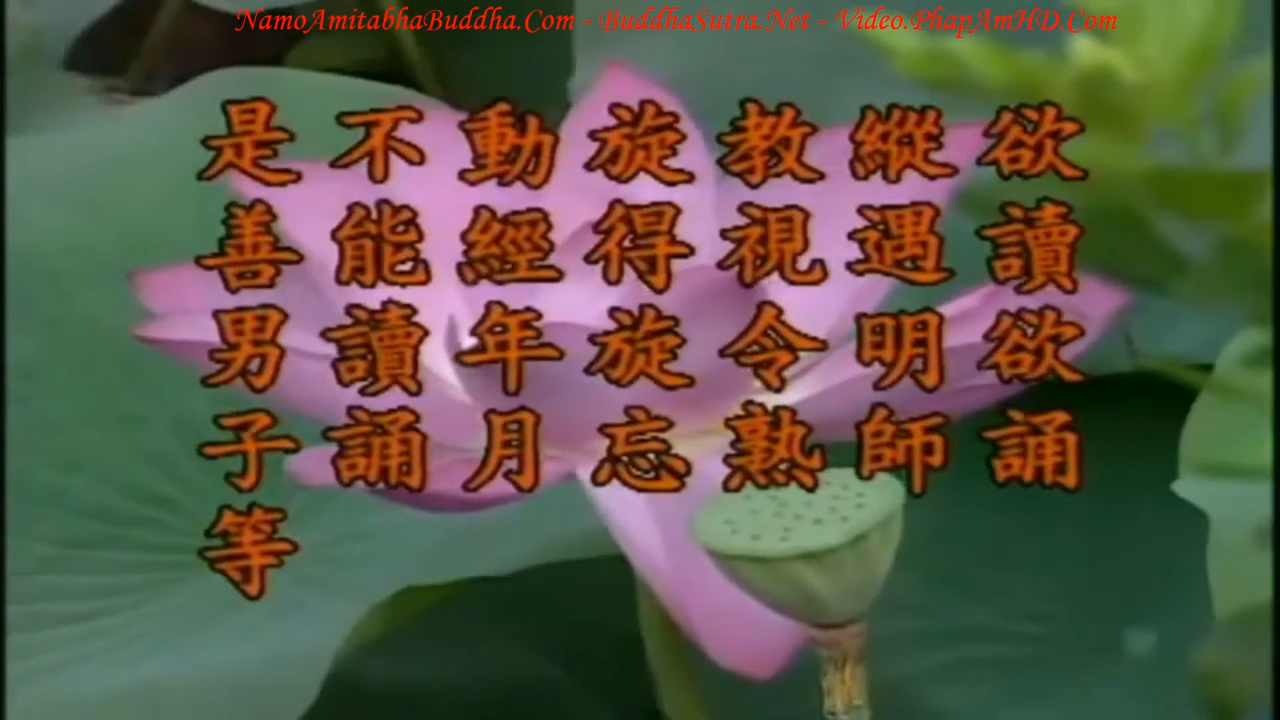 NamoAmitabhaBuddha.Com - BuddhaSutra.Net - Video.PhapAmHD.Com
欲讀欲誦
縱遇明師
教視令熟
旋得旋忘
動經年月
不能讀誦
是善男子等